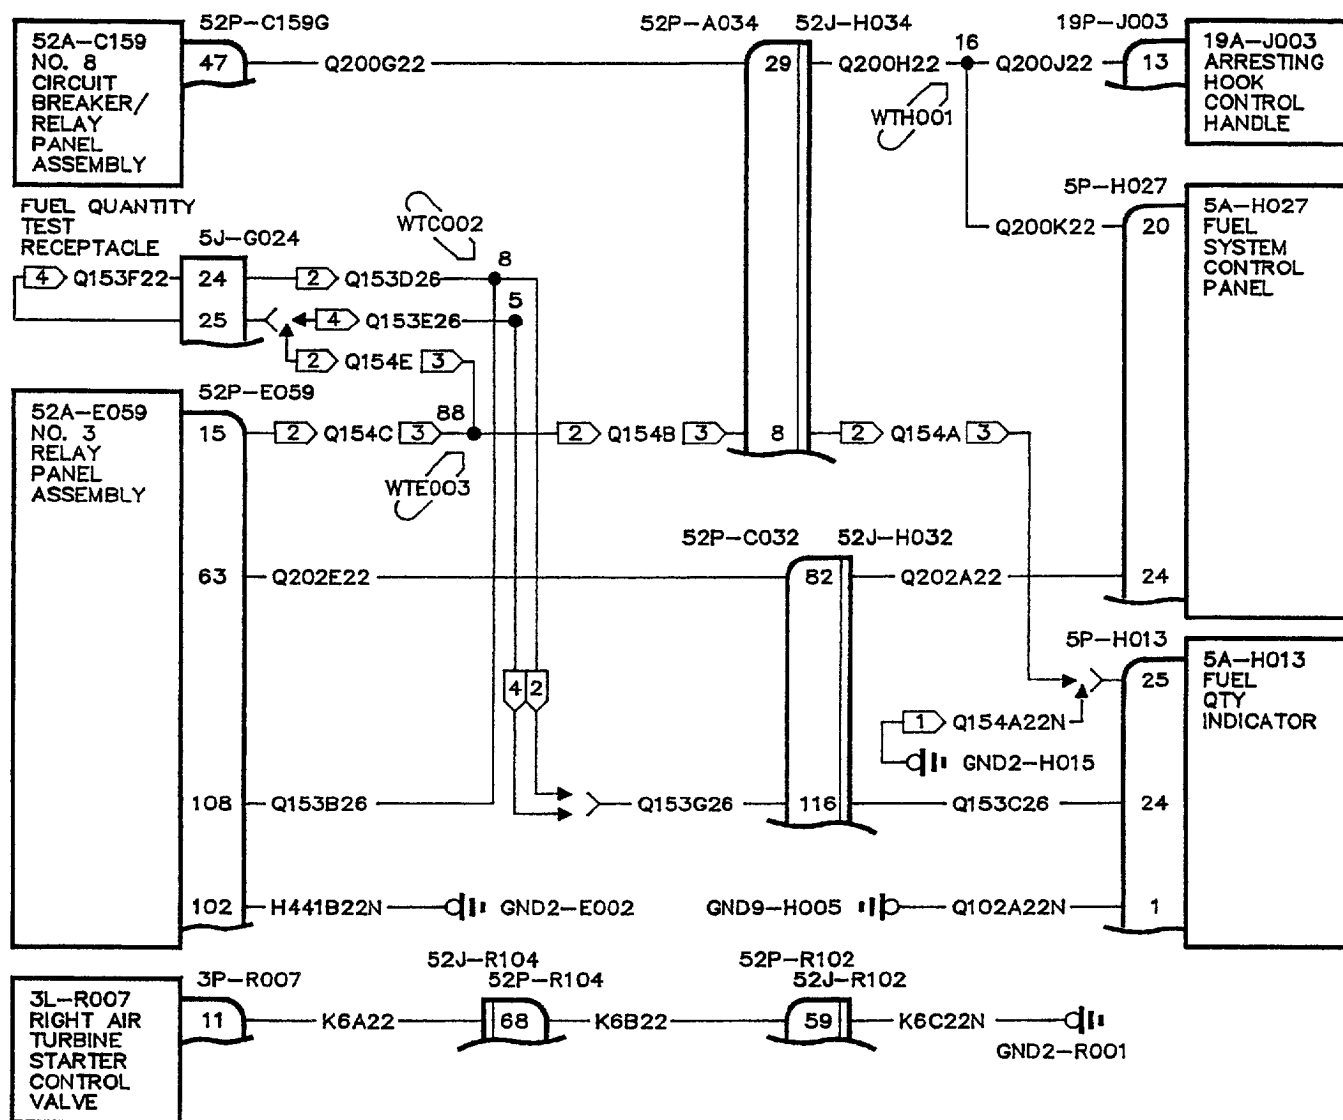 52P-C159G 52P-A034 52J-H034 19P-J003
52A-C159
NO. 8
CIRCUIT
BREAKER/
RELAY
PANEL
ASSEMBLY
47 Q200G22 29 Q200H22 16 Q200J22 13
19A-J003
ARRESTING
HOOK
CONTROL
HANDLE
WTH001
5P-H027
FUEL QUANTITY
TEST
RECEPTACLE
5J-G024
WTC002
Q200K22 20
5A-H027
FUEL
SYSTEM
CONTROL
PANEL
8
4 Q153F22 24 2 Q153D26
5
25 4 Q153E26
2 Q154E 3
52P-E059
52A-E059
NO. 3
RELAY
PANEL
ASSEMBLY
88
15 2 Q154C 3 2 Q154B 3 8 2 Q154A 3
WTE003
52P-C032 52J-H032
63 Q202E22 82 Q202A22 24
5P-H013
5A-H013
FUEL
QTY
INDICATOR
4 2 25
1 Q154A22N
GND2-H015
108 Q153B26 Q153G26 116 Q153C26 24
102 H441B22N GND2-E002 GND9-H005 Q102A22N 1
52J-R104 52P-R102
3P-R007 52P-R104 52J-R102
3L-R007
RIGHT AIR
TURBINE
STARTER
CONTROL
VALVE
11 K6A22 68 K6B22 59 K6C22N
GND2-R001